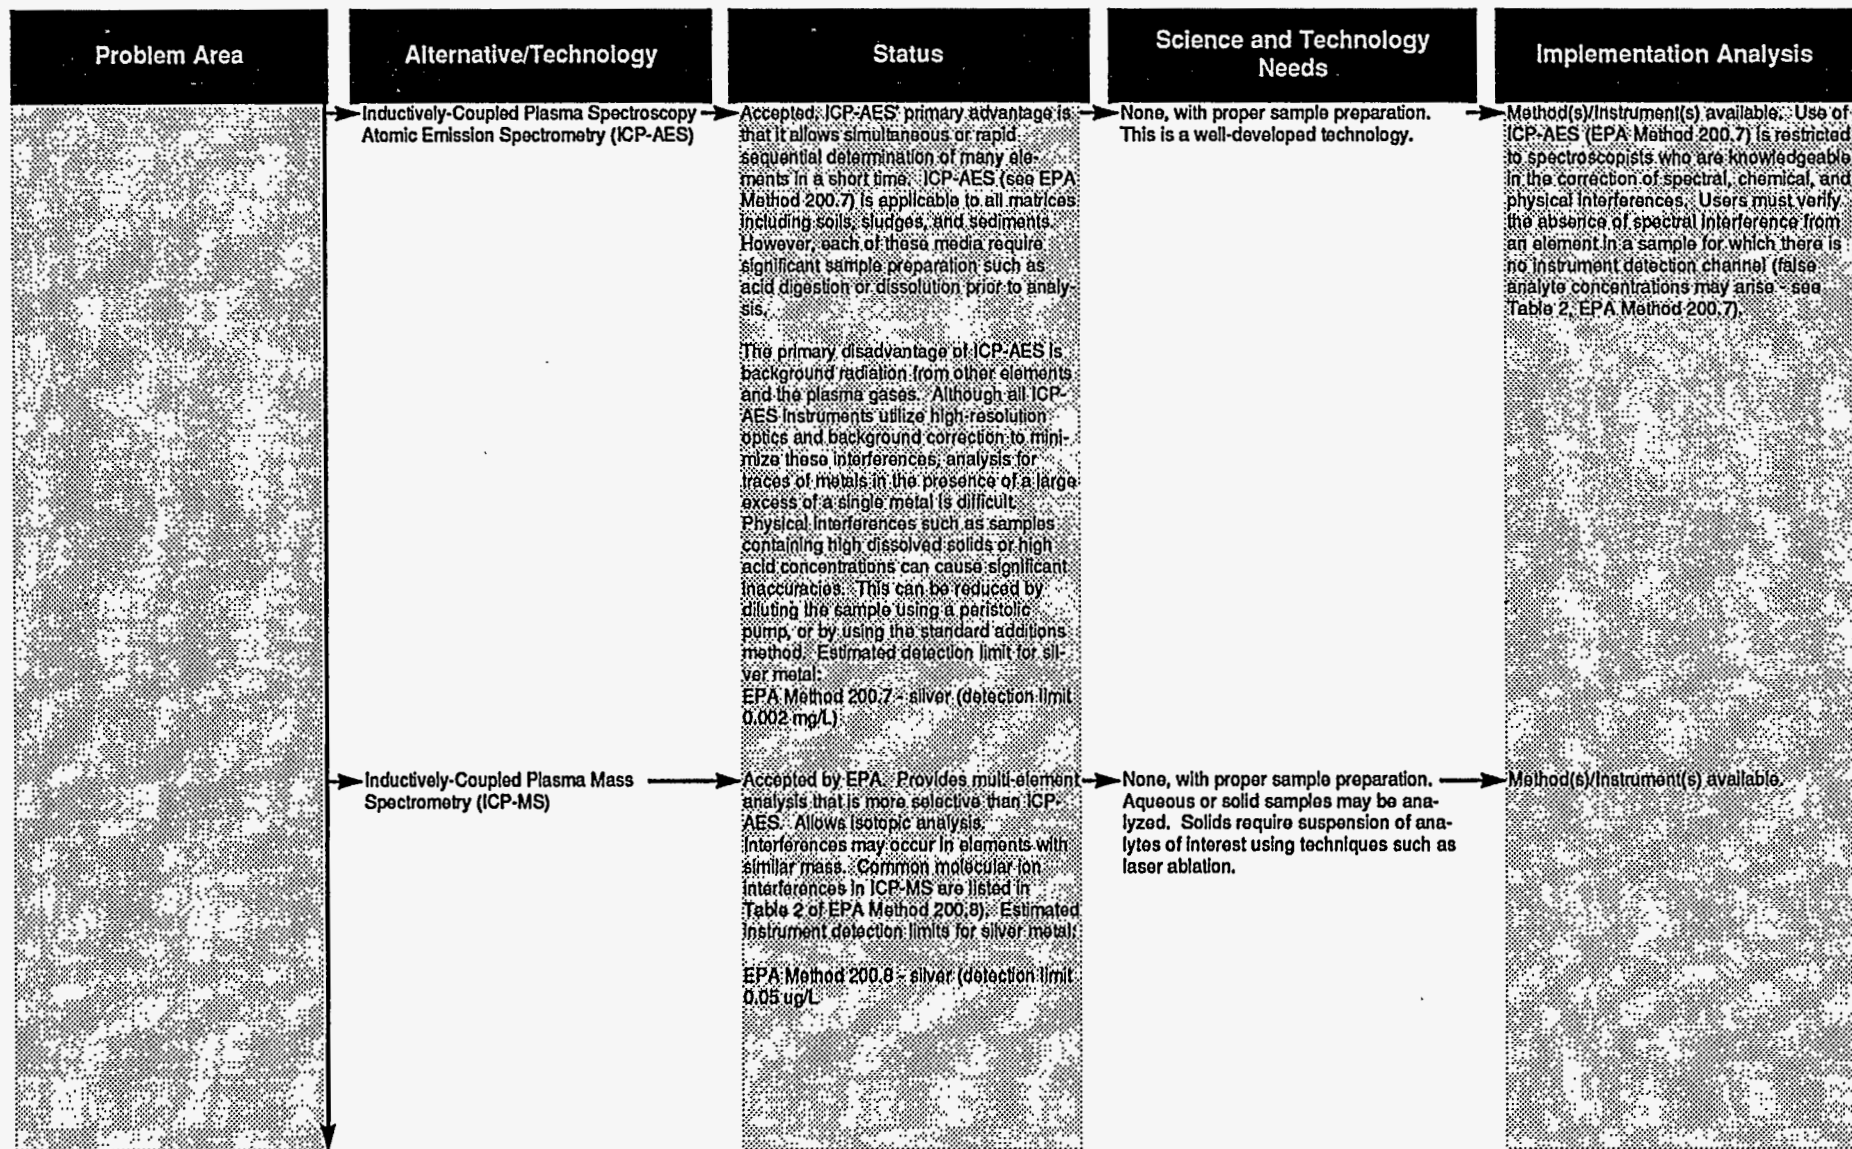 Problem Area
Alternative/Technology
Status
Science and Technology
Needs
Implementation Analysis
Inductively-Coupled Plasma Spectroscopy
Atomic Emission Spectrometry (ICP-AES)
Accepted. ICP-AES' primary advantage is
that it allows simultaneous or rapid
sequential determination of many ele-
ments in a short time. ICP-AES (see EPA
Method 200.7) is applicable to all matrices
including soils, sludges, and sediments.
However, each of these media require
significant sample preparation such as
acid digestion or dissolution prior to analy-
sis.
The primary disadvantage of ICP-AES is
background radiation from other elements
and the plasma gases. Although all ICP-
AES instruments utilize high-resolution
optics and background correction to mini-
mize these interferences, analysis for
traces of metals in the presence of a large
excess of a single metal is difficult.
Physical interferences such as samples
containing high dissolved solids or high
acid concentrations can cause significant
inaccuracies. This can be reduced by
diluting the sample using a peristolic
pump, or by using the standard additions
method. Estimated detection limit for sil-
ver metal:
EPA Method 200.7 - silver (detection limit
0.002 mg/L)
None, with proper sample preparation.
This is a well-developed technology.
Method(s)/Instrument(s) available. Use of
ICP-AES (EPA Method 200.7) is restricted
to spectroscopists who are knowledgeable
in the correction of spectral, chemical, and
physical interferences. Users must verify
the absence of spectral interference from
an element in a sample for which there is
no instrument detection channel (false
analyte concentrations may arise - see
Table 2, EPA Method 200.7).
Inductively-Coupled Plasma Mass
Spectrometry (ICP-MS)
Accepted by EPA. Provides multi-element
analysis that is more selective than ICP-
AES. Allows isotopic analysis.
Interferences may occur in elements with
similar mass. Common molecular ion
interferences in ICP-MS are listed in
Table 2 of EPA Method 200.8). Estimated
instrument detection limits for silver metal:
EPA Method 200.8 - silver (detection limit
0.05 ug/L
None, with proper sample preparation.
Aqueous or solid samples may be ana-
lyzed. Solids require suspension of ana-
lytes of interest using techniques such as
laser ablation.
Method(s)/Instrument(s) available.